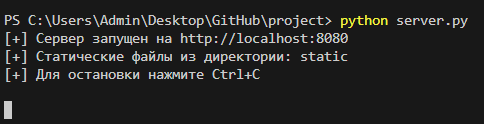 PS C:\Users\Admin\Desktop\GitHub\project> python server.py
[+] Сервер запущен на http://localhost:8080
[+] Статические файлы из директории: static
[+] Для остановки нажмите Ctrl+C